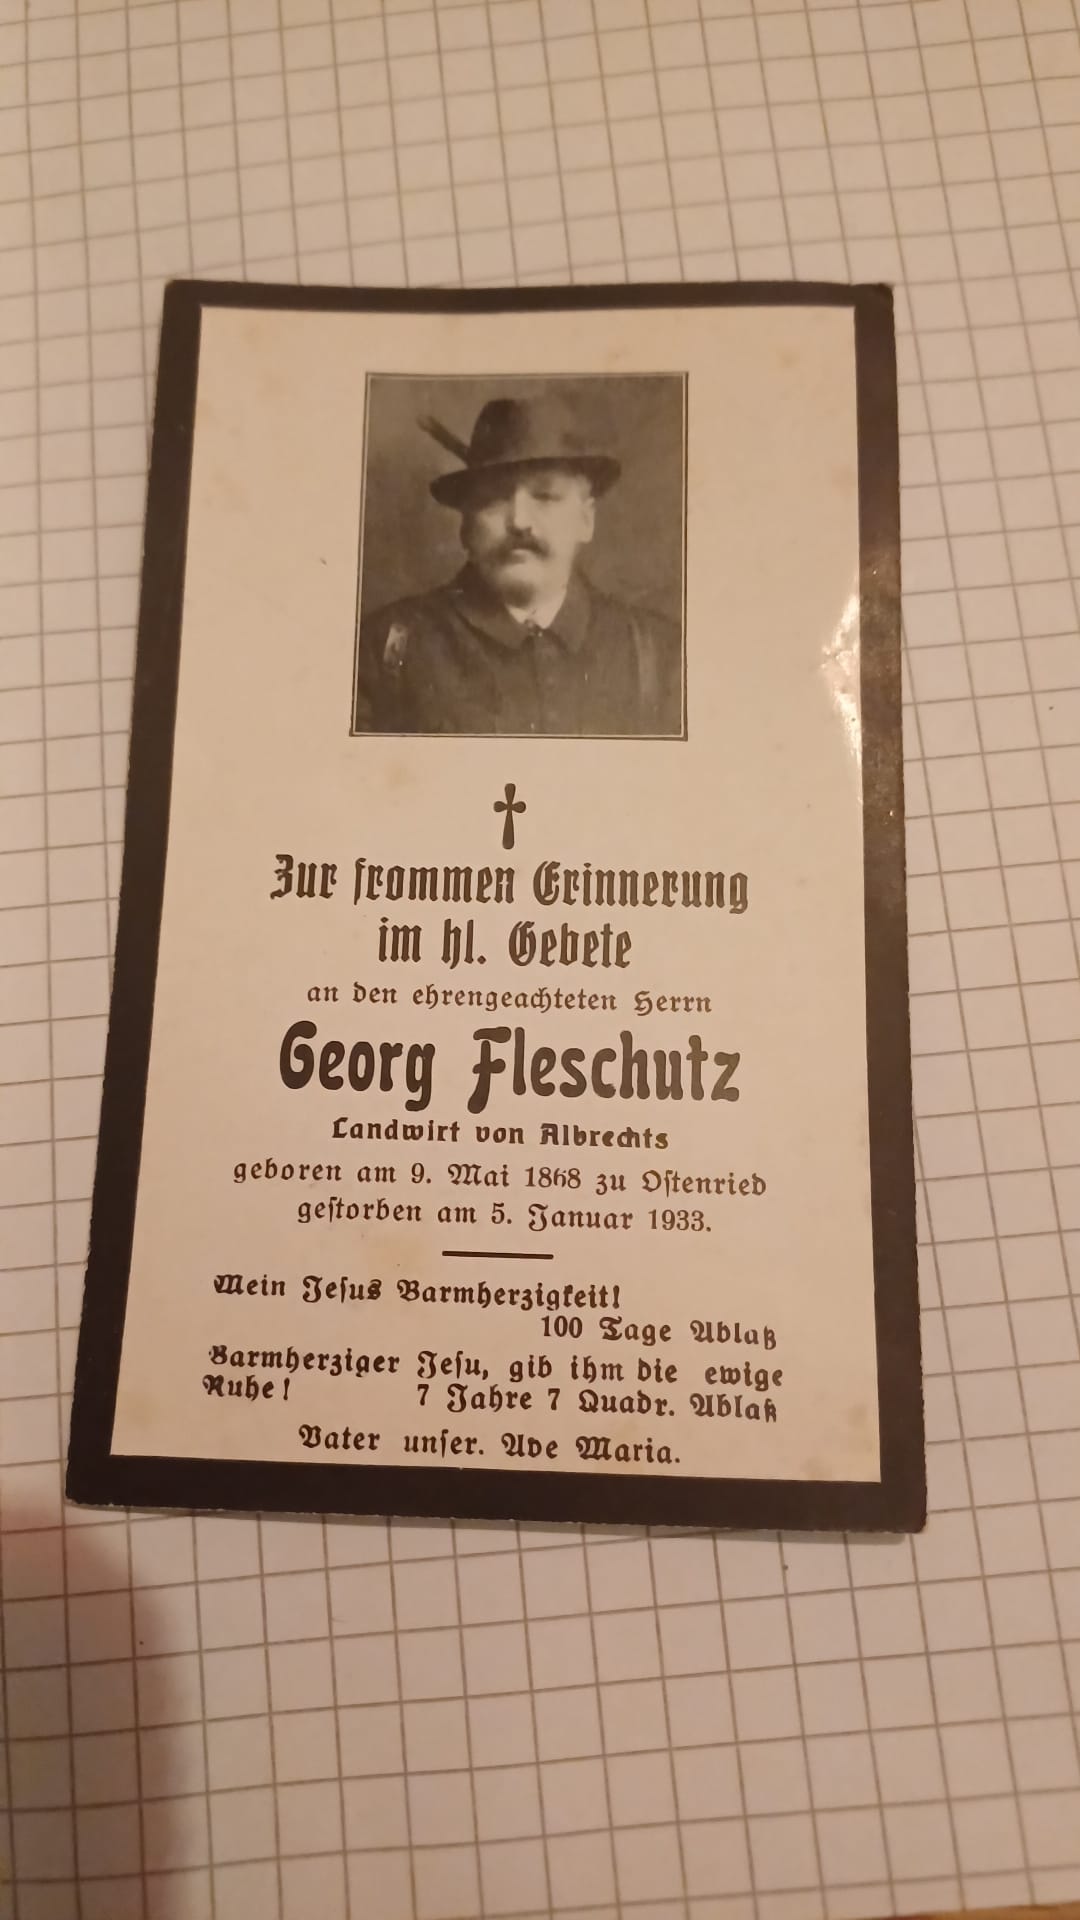 Zur frommen Erinnerung
im hl. Gebete
an den ehrengeachteten Herrn
Georg Fleschutz
Landwirt von Albrechts
geboren am 9. Mai 1868 zu Ostenried
gestorben am 5. Januar 1933.
Mein Jesus Barmherzigkeit!
100 Tage Ablaß
Barmherziger Jesu, gib ihm die ewige
Ruhe! 7 Jahre 7 Quadr. Ablaß
Vater unser. Ave Maria.